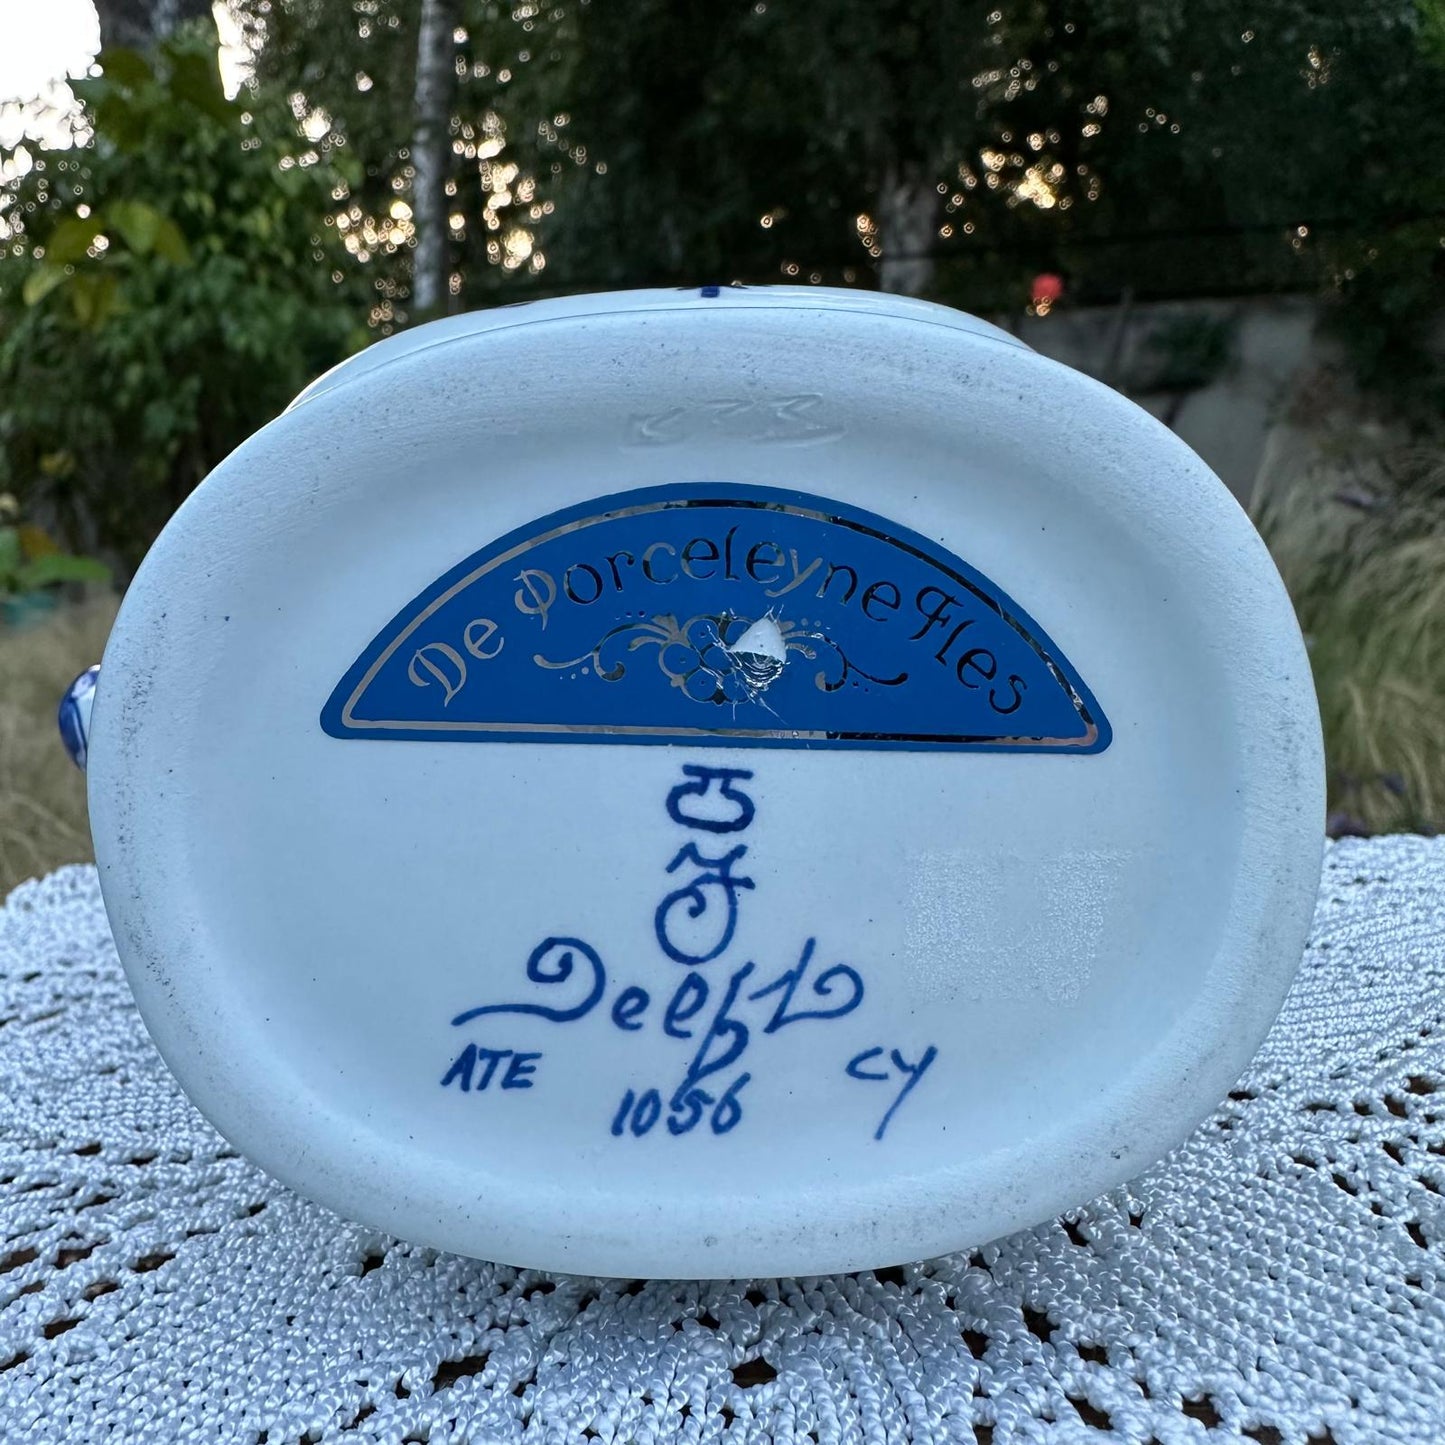 De Porceleyne Fles
Delft
ATE 1056 CY